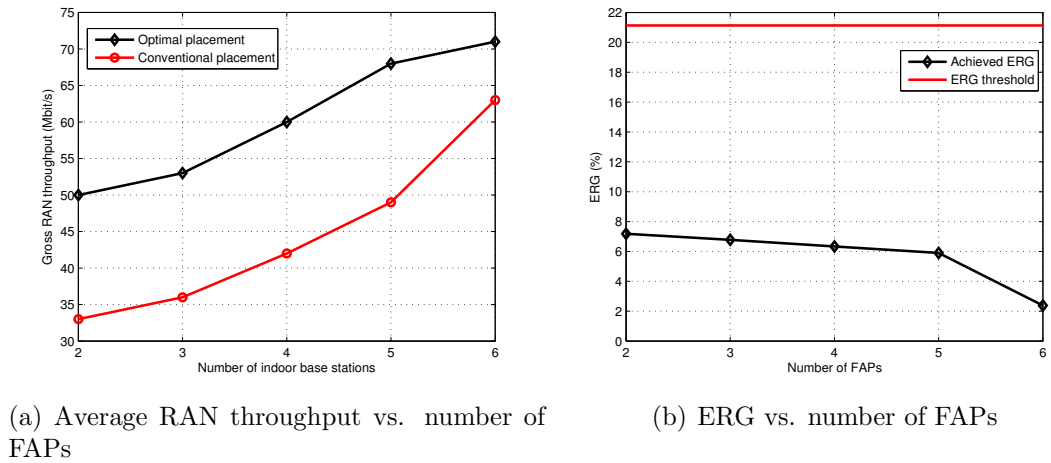 75
70
65
60
55
50
45
40
35
30
2
3
4
5
6
Gross RAN throughput (Mbit/s)
Number of indoor base stations
Optimal placement
Conventional placement
22
20
18
16
14
12
10
8
6
4
2
0
2
3
4
5
6
ERG (%)
Number of FAPs
Achieved ERG
ERG threshold
(a) Average RAN throughput vs. number of
FAPs
(b) ERG vs. number of FAPs